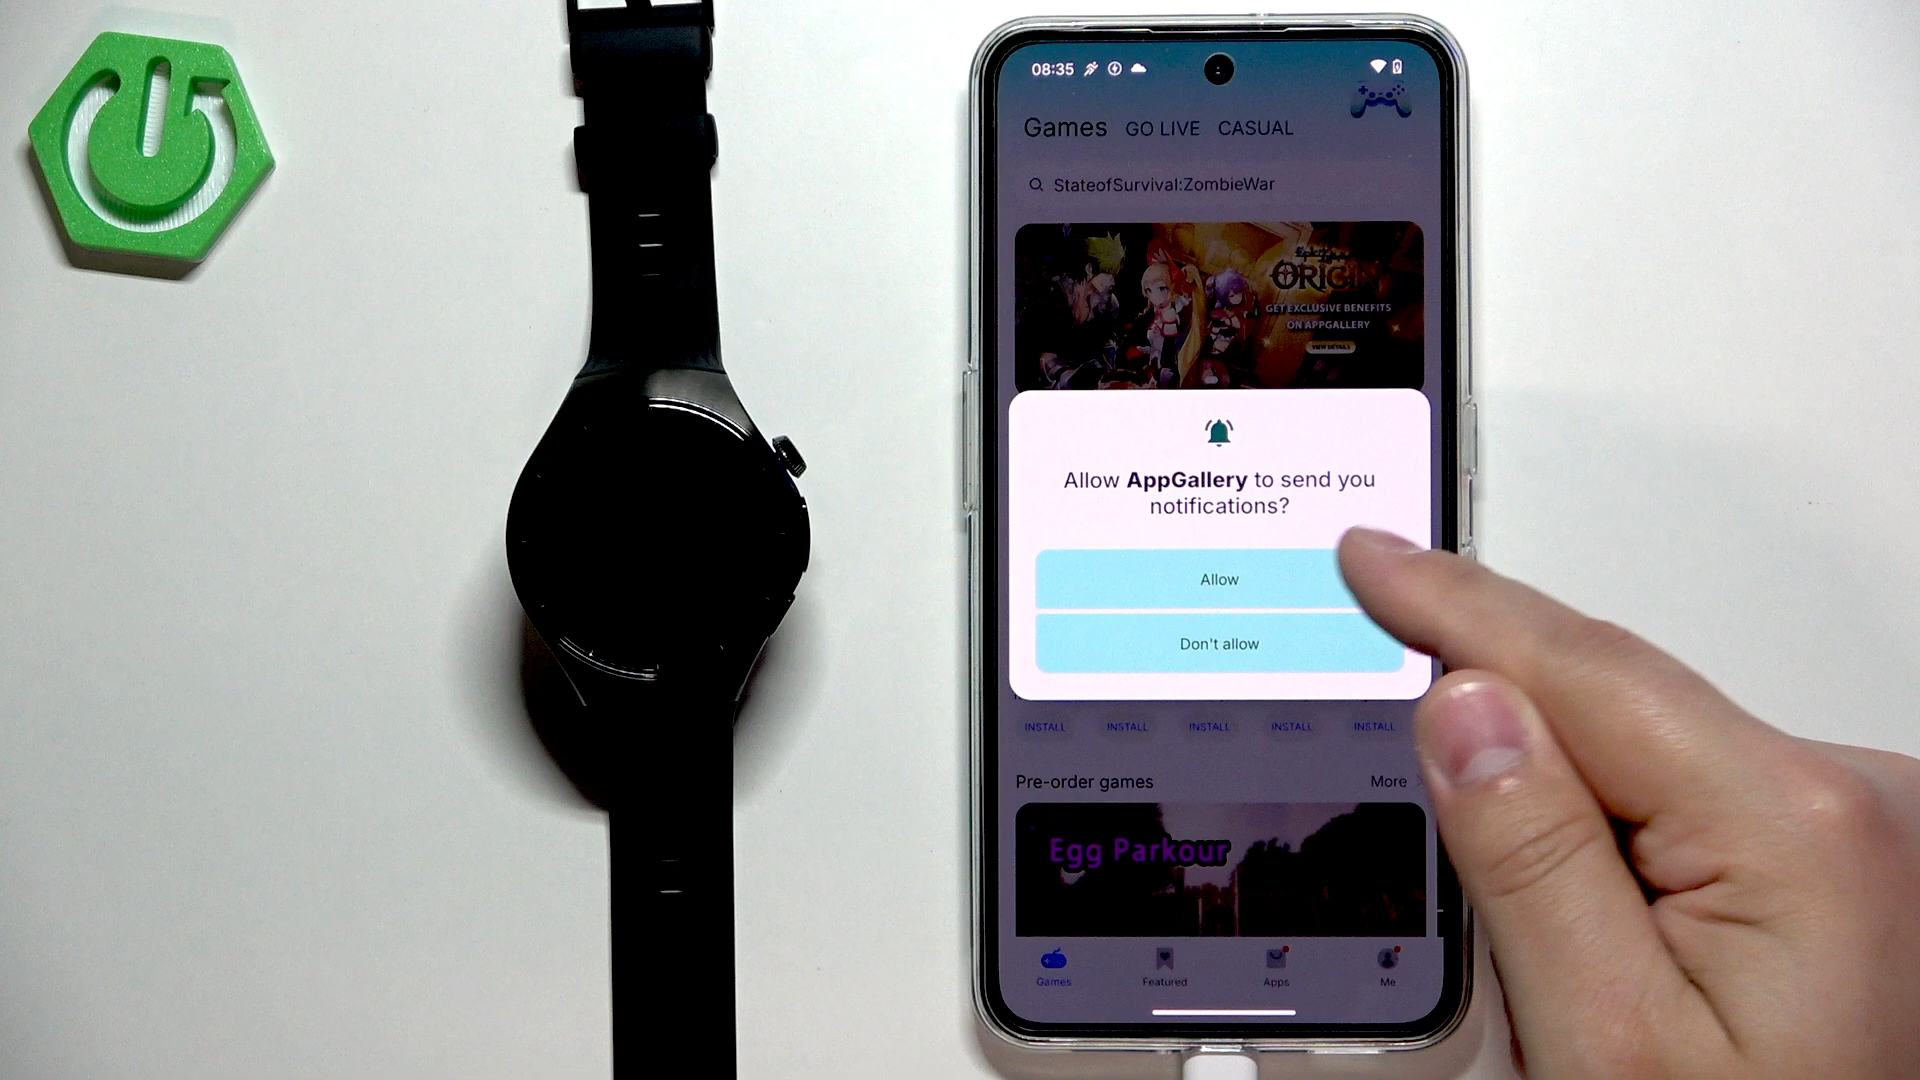 08:35
Games GO LIVE CASUAL
StateofSurvival:ZombieWar
ORIGIN
GET EXCLUSIVE BENEFITS
ON APPGALLERY
VIEW DETAILS
Allow AppGallery to send you
notifications?
Allow
Don't allow
INSTALL INSTALL INSTALL INSTALL INSTALL
Pre-order games More
Egg Parkour
Games Featured Apps Me